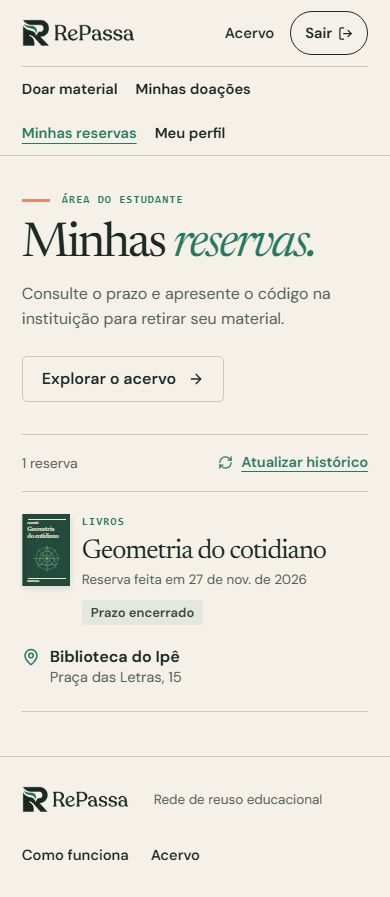 RePassa
Acervo
Sair
Doar material
Minhas doações
Minhas reservas
Meu perfil
ÁREA DO ESTUDANTE
Minhas reservas.
Consulte o prazo e apresente o código na
instituição para retirar seu material.
Explorar o acervo
1 reserva
Atualizar histórico
Geometria
do cotidiano
LIVROS
Geometria do cotidiano
Reserva feita em 27 de nov. de 2026
Prazo encerrado
Biblioteca do Ipê
Praça das Letras, 15
RePassa
Rede de reuso educacional
Como funciona
Acervo